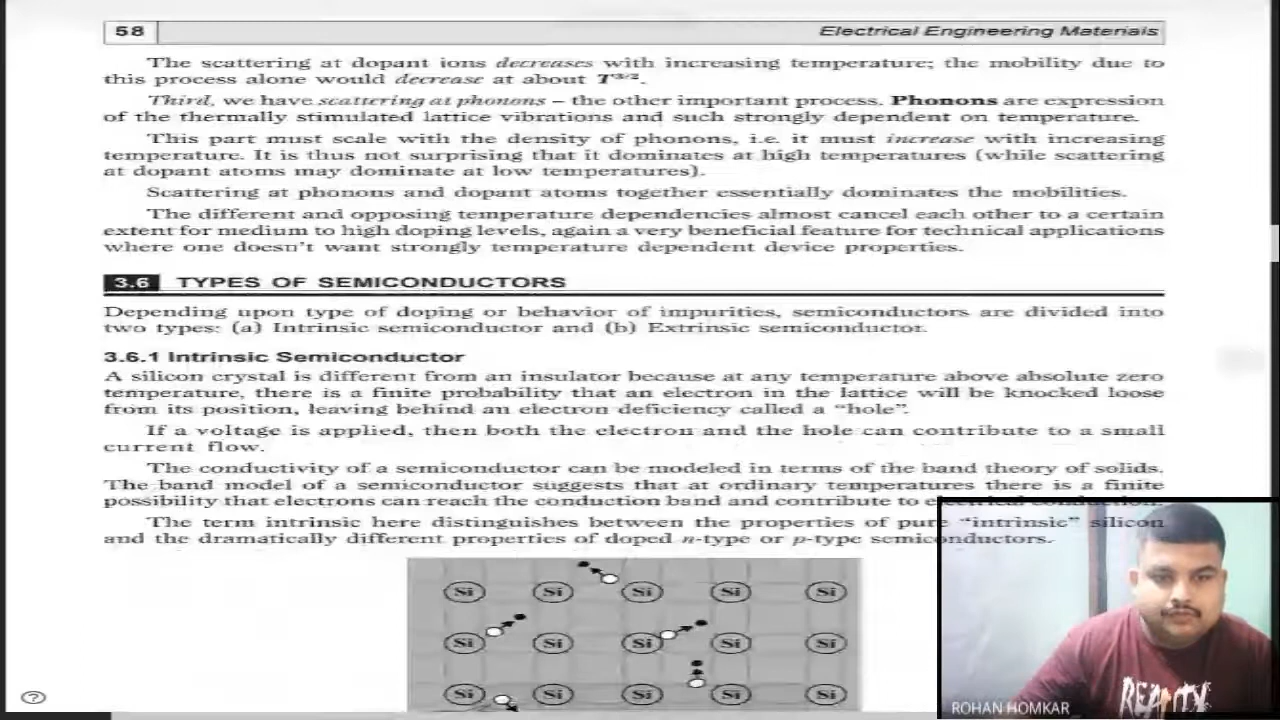 58
Electrical Engineering Materials
The scattering at dopant ions decreases with increasing temperature; the mobility due to
this process alone would decrease at about T³ᐟ².
Third, we have scattering at phonons – the other important process. Phonons are expression
of the thermally stimulated lattice vibrations and such strongly dependent on temperature.
This part must scale with the density of phonons, i.e. it must increase with increasing
temperature. It is thus not surprising that it dominates at high temperatures (while scattering
at dopant atoms may dominate at low temperatures).
Scattering at phonons and dopant atoms together essentially dominates the mobilities.
The different and opposing temperature dependencies almost cancel each other to a certain
extent for medium to high doping levels, again a very beneficial feature for technical applications
where one doesn't want strongly temperature dependent device properties.
3.6 TYPES OF SEMICONDUCTORS
Depending upon type of doping or behavior of impurities, semiconductors are divided into
two types: (a) Intrinsic semiconductor and (b) Extrinsic semiconductor.
3.6.1 Intrinsic Semiconductor
A silicon crystal is different from an insulator because at any temperature above absolute zero
temperature, there is a finite probability that an electron in the lattice will be knocked loose
from its position, leaving behind an electron deficiency called a "hole".
If a voltage is applied, then both the electron and the hole can contribute to a small
current flow.
The conductivity of a semiconductor can be modeled in terms of the band theory of solids.
The band model of a semiconductor suggests that at ordinary temperatures there is a finite
possibility that electrons can reach the conduction band and contribute to electrical conduction.
The term intrinsic here distinguishes between the properties of pure "intrinsic" silicon
and the dramatically different properties of doped n-type or p-type semiconductors.
Si Si Si Si Si
Si Si Si Si Si
Si Si Si Si Si
?
REALITY
ROHAN HOMKAR